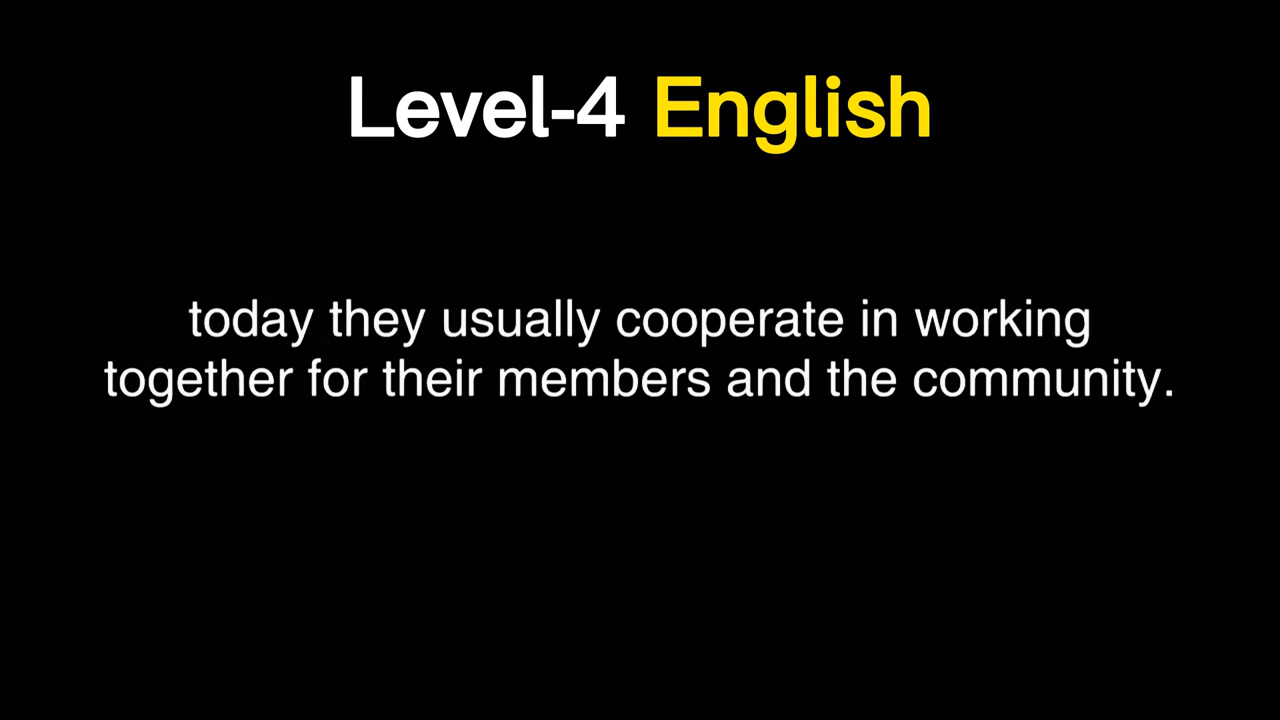 Level-4 English
today they usually cooperate in working
together for their members and the community.